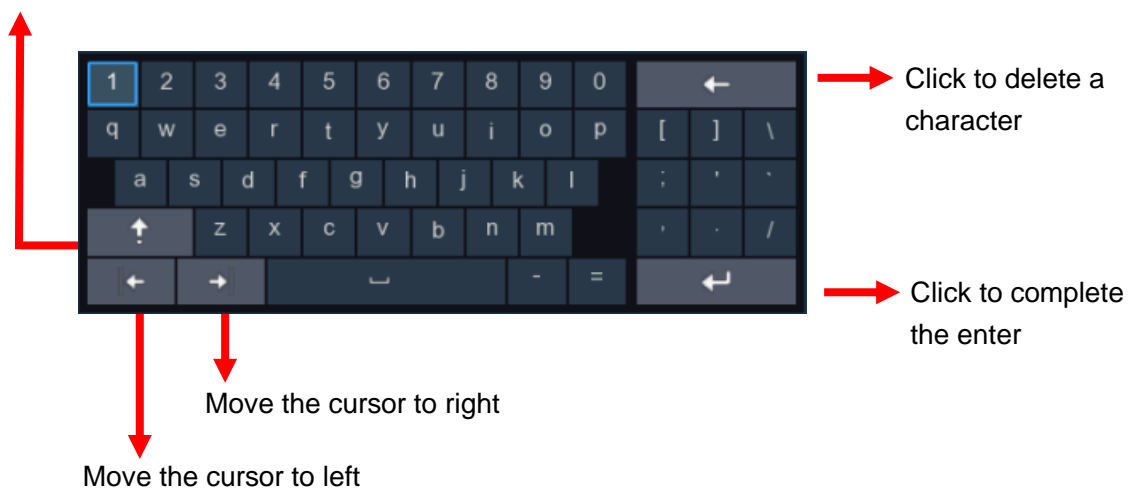 1 2 3 4 5 6 7 8 9 0
q w e r t y u i o p [ ] \
a s d f g h j k l ; ' `
z x c v b n m , . /
- =
Click to delete a
character
Click to complete
the enter
Move the cursor to right
Move the cursor to left